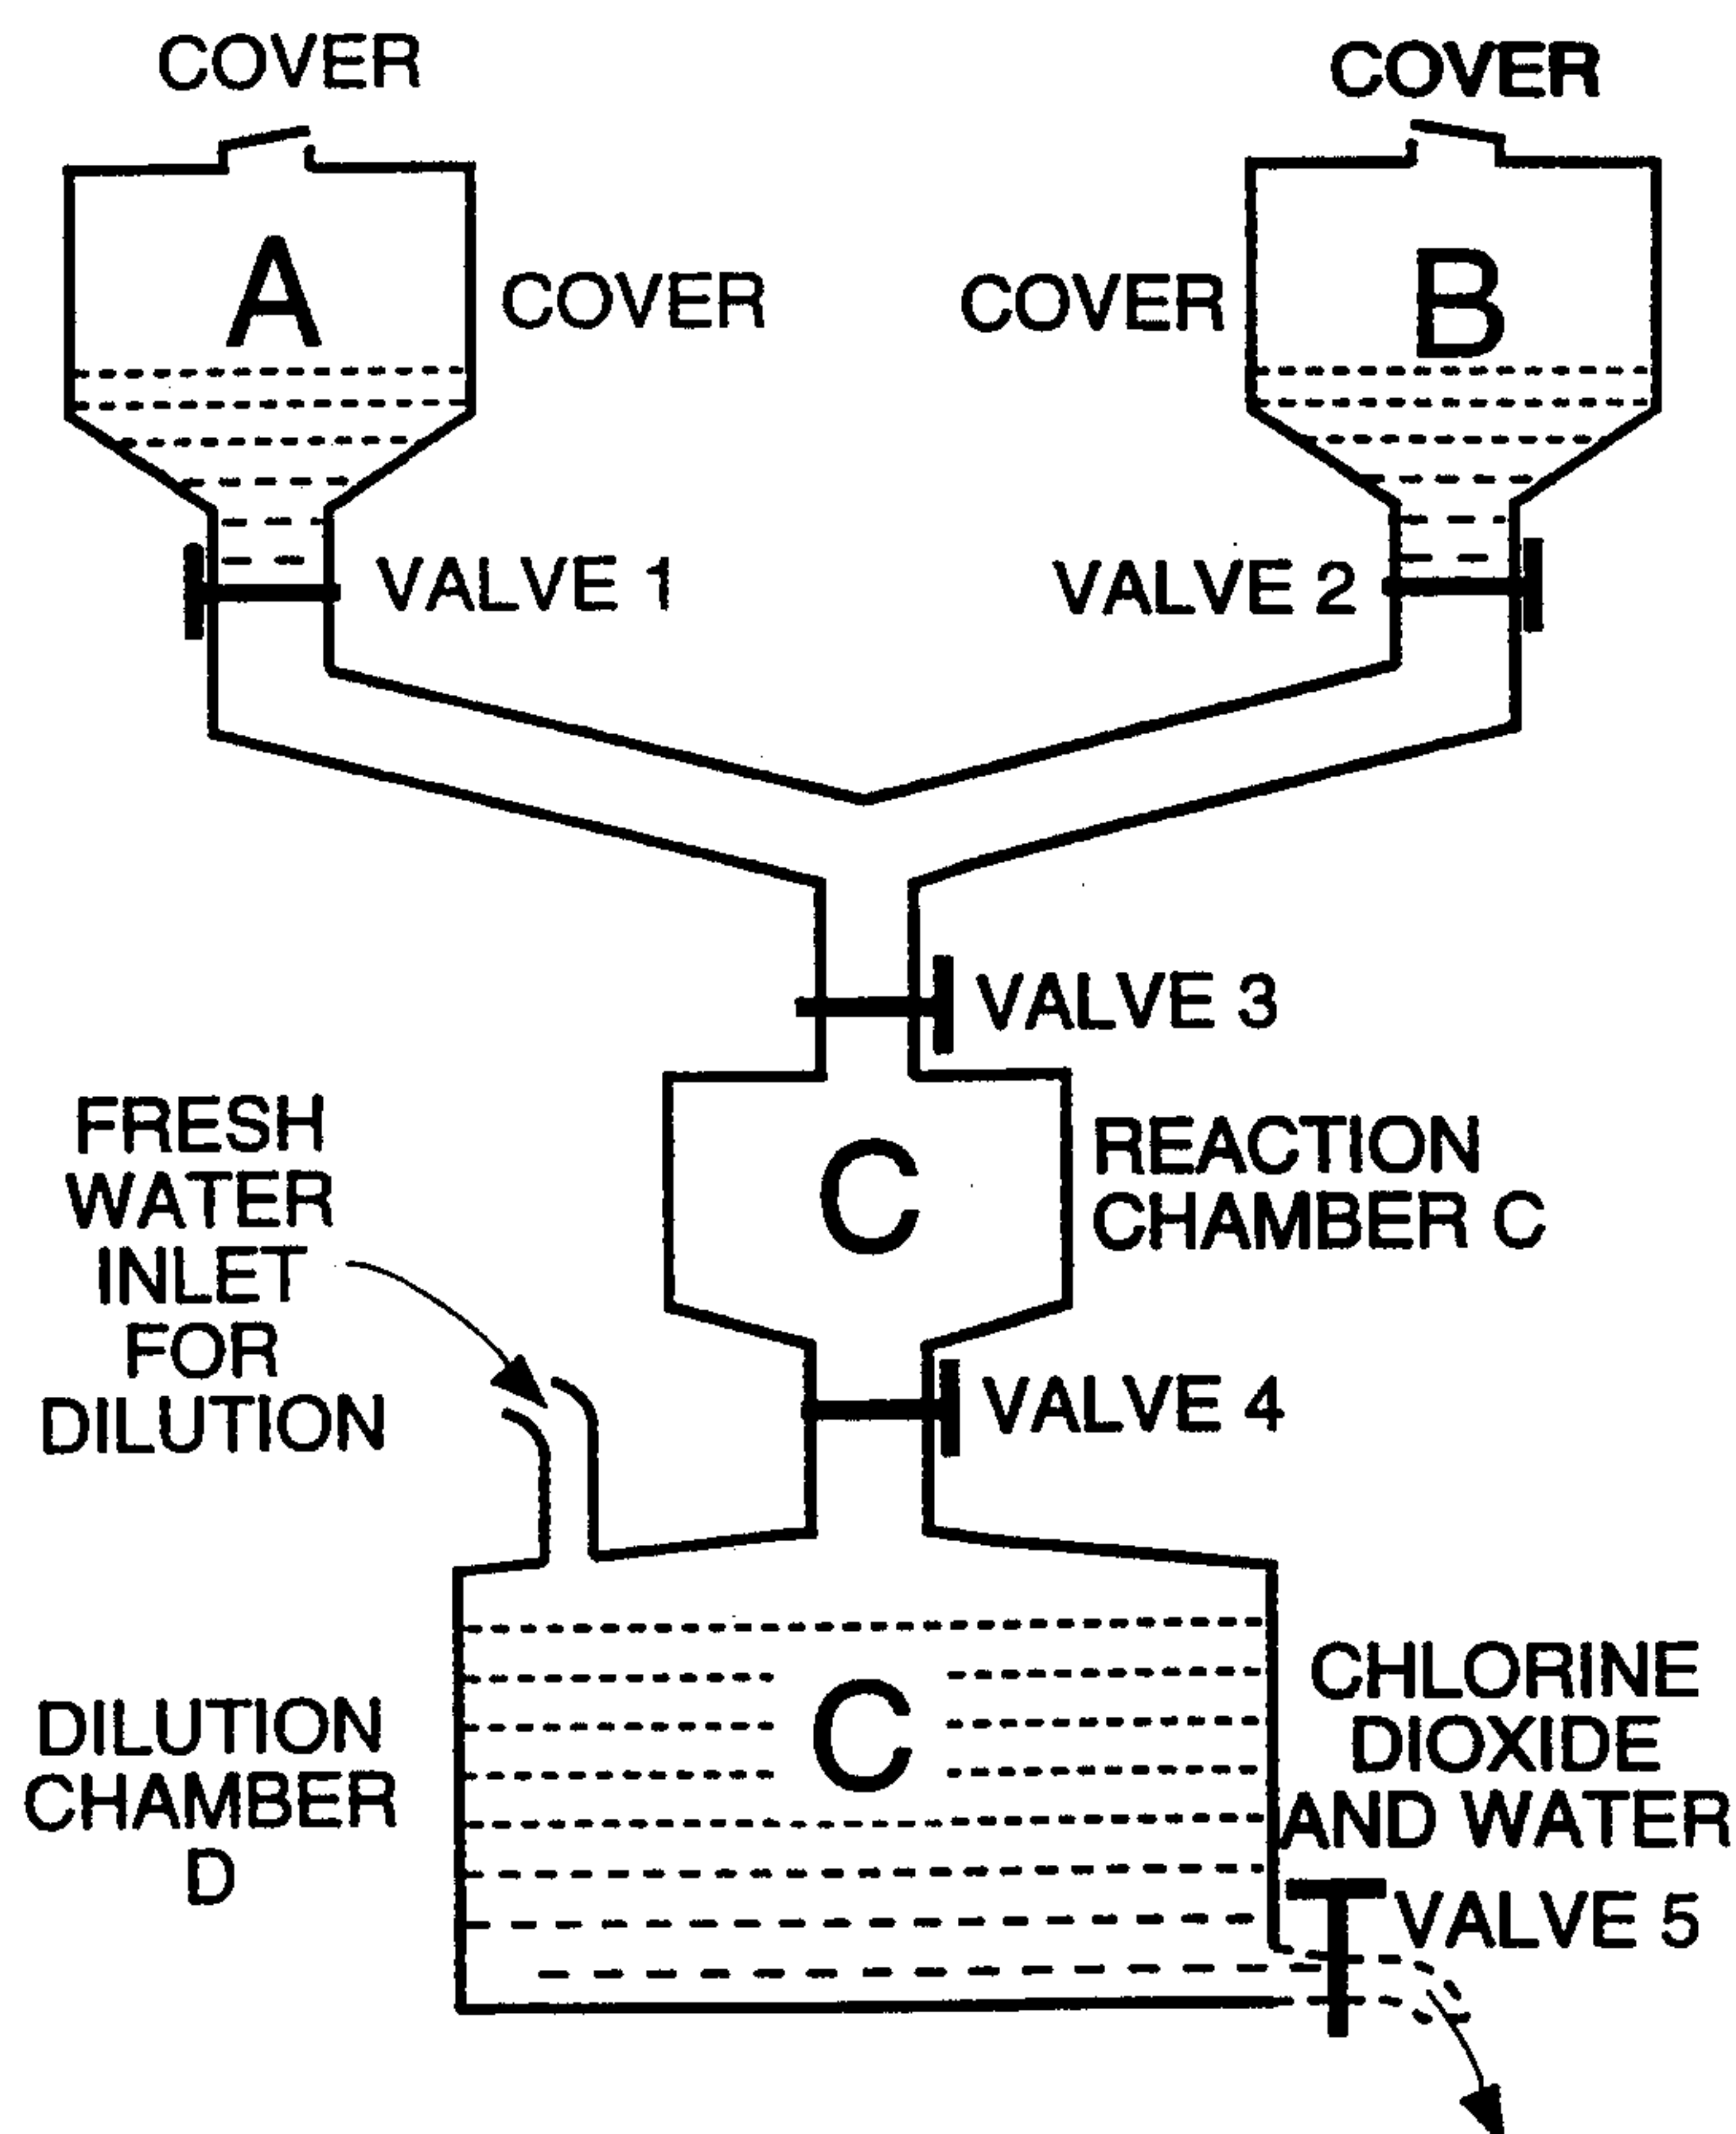 COVER
COVER
A
COVER
COVER
B
VALVE 1
VALVE 2
VALVE 3
FRESH
WATER
INLET
FOR
DILUTION
C
REACTION
CHAMBER C
VALVE 4
DILUTION
CHAMBER
D
C
CHLORINE
DIOXIDE
AND WATER
VALVE 5